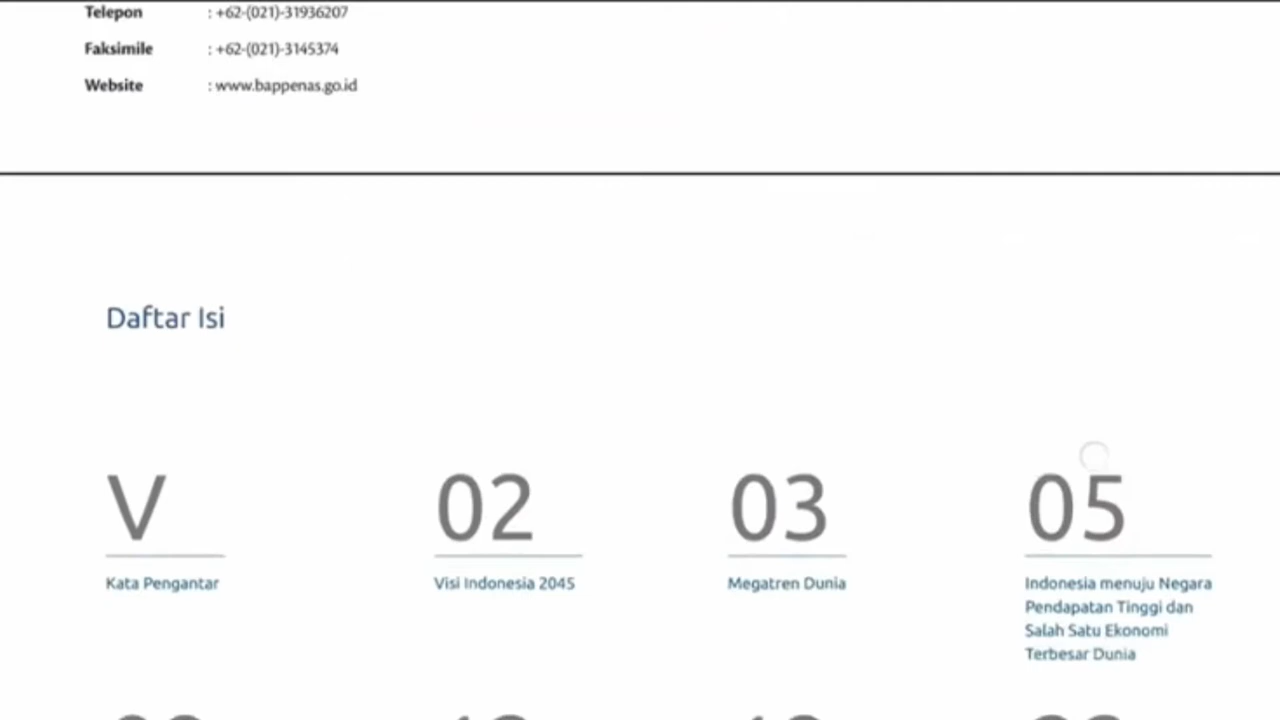 Telepon : +62-(021)-31936207
Faksimile : +62-(021)-3145374
Website : www.bappenas.go.id
Daftar Isi
V
Kata Pengantar
02
Visi Indonesia 2045
03
Megatren Dunia
05
Indonesia menuju Negara
Pendapatan Tinggi dan
Salah Satu Ekonomi
Terbesar Dunia